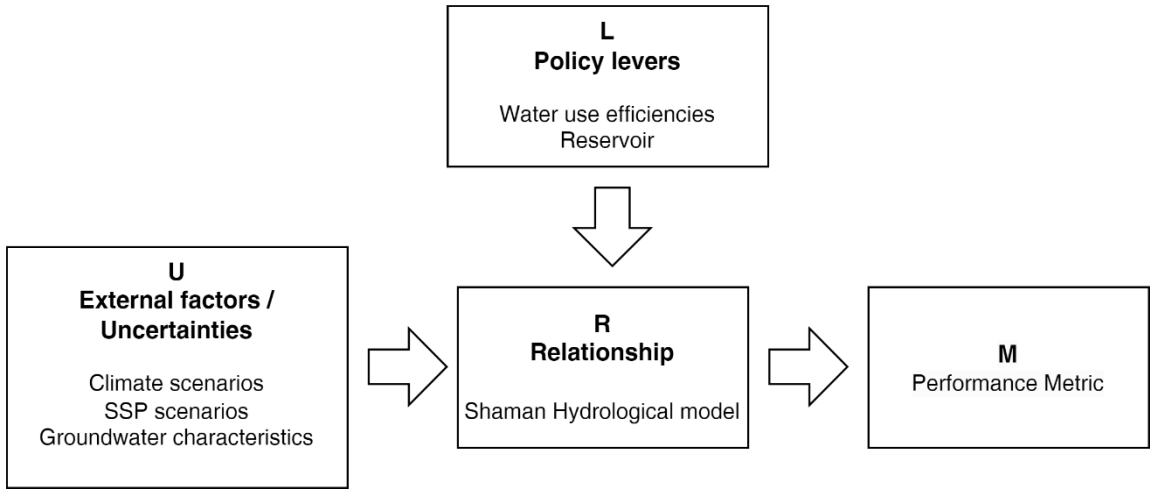 L
Policy levers
Water use efficiencies
Reservoir
U
External factors /
Uncertainties
Climate scenarios
SSP scenarios
Groundwater characteristics
R
Relationship
Shaman Hydrological model
M
Performance Metric